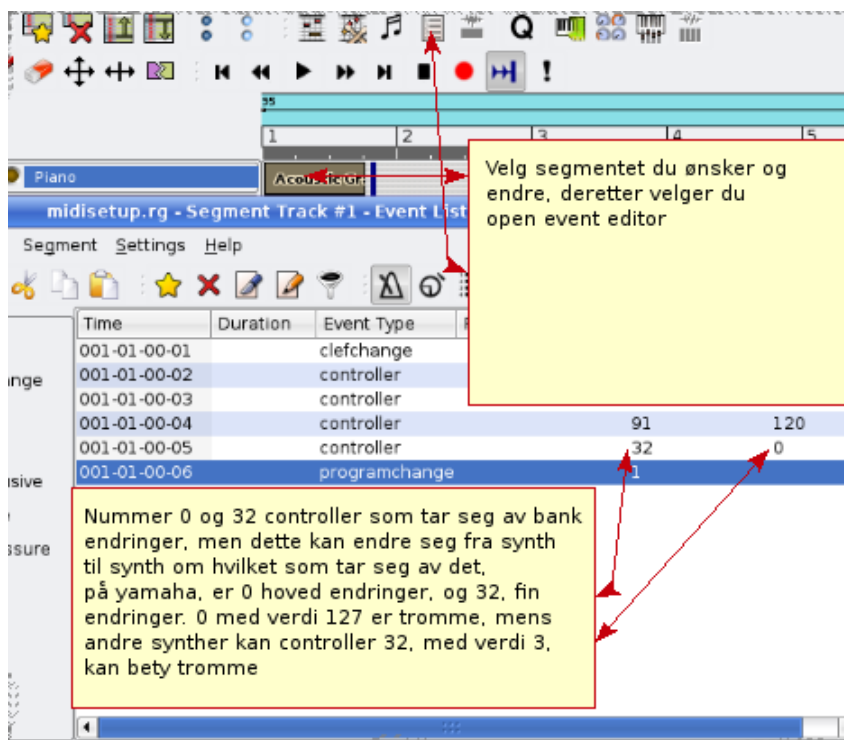 Q
!
35
1 2 3 4 5
Piano
Acoustic Gr.
Velg segmentet du ønsker og
endre, deretter velger du
open event editor
midisetup.rg - Segment Track #1 - Event List
Segment Settings Help
Time Duration Event Type
001-01-00-01 clefchange
001-01-00-02 controller
001-01-00-03 controller
001-01-00-04 controller 91 120
001-01-00-05 controller 32 0
001-01-00-06 programchange 1
nge
sive
ssure
Nummer 0 og 32 controller som tar seg av bank
endringer, men dette kan endre seg fra synth
til synth om hvilket som tar seg av det,
på yamaha, er 0 hoved endringer, og 32, fin
endringer. 0 med verdi 127 er tromme, mens
andre synther kan controller 32, med verdi 3,
kan bety tromme